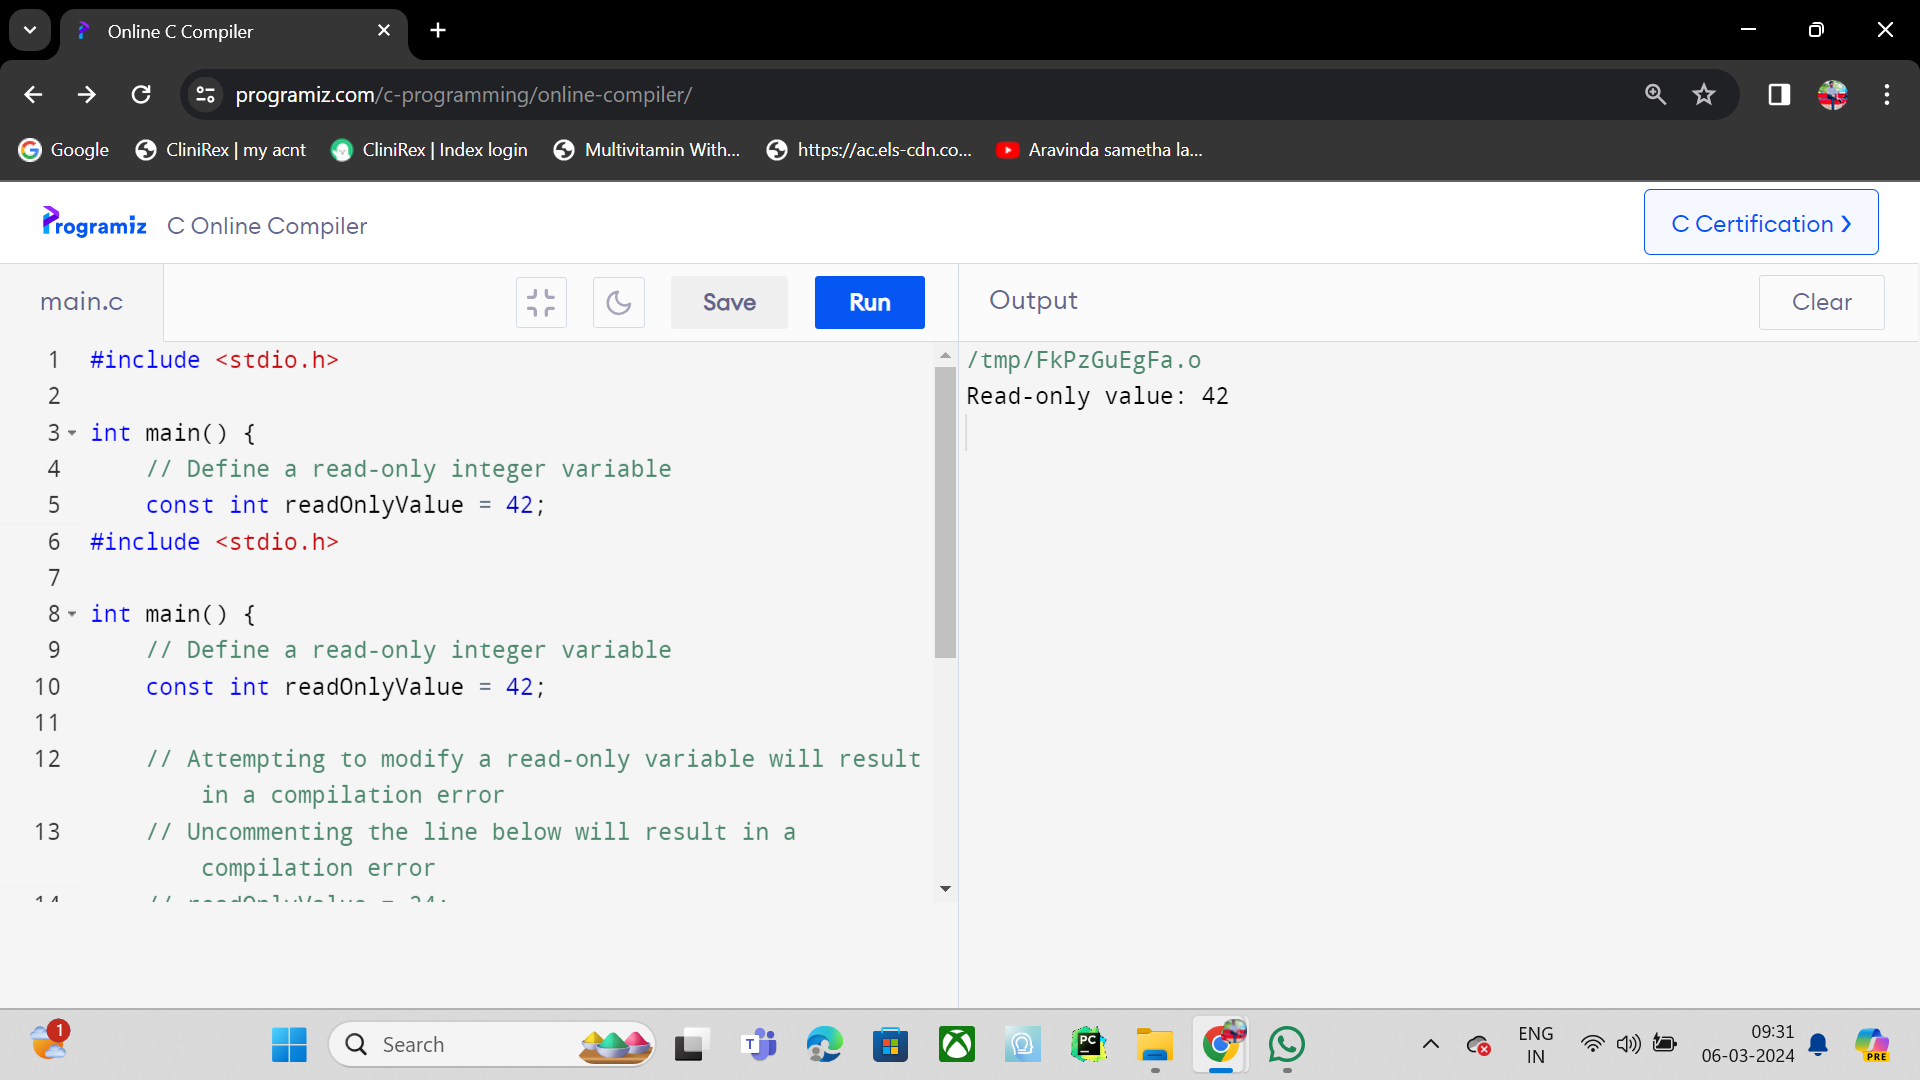 Online C Compiler
programiz.com/c-programming/online-compiler/
Google
CliniRex | my acnt
CliniRex | Index login
Multivitamin With...
https://ac.els-cdn.co...
Aravinda sametha la...
Programiz C Online Compiler
C Certification
main.c
Save
Run
Output
Clear
1 #include <stdio.h>
2
3 int main() {
4 // Define a read-only integer variable
5 const int readOnlyValue = 42;
6 #include <stdio.h>
7
8 int main() {
9 // Define a read-only integer variable
10 const int readOnlyValue = 42;
11
12 // Attempting to modify a read-only variable will result
in a compilation error
13 // Uncommenting the line below will result in a
compilation error
14 // readOnlyValue = 24;
/tmp/FkPzGuEgFa.o
Read-only value: 42
1
Search
T
PC
PRE
ENG
IN
09:31
06-03-2024